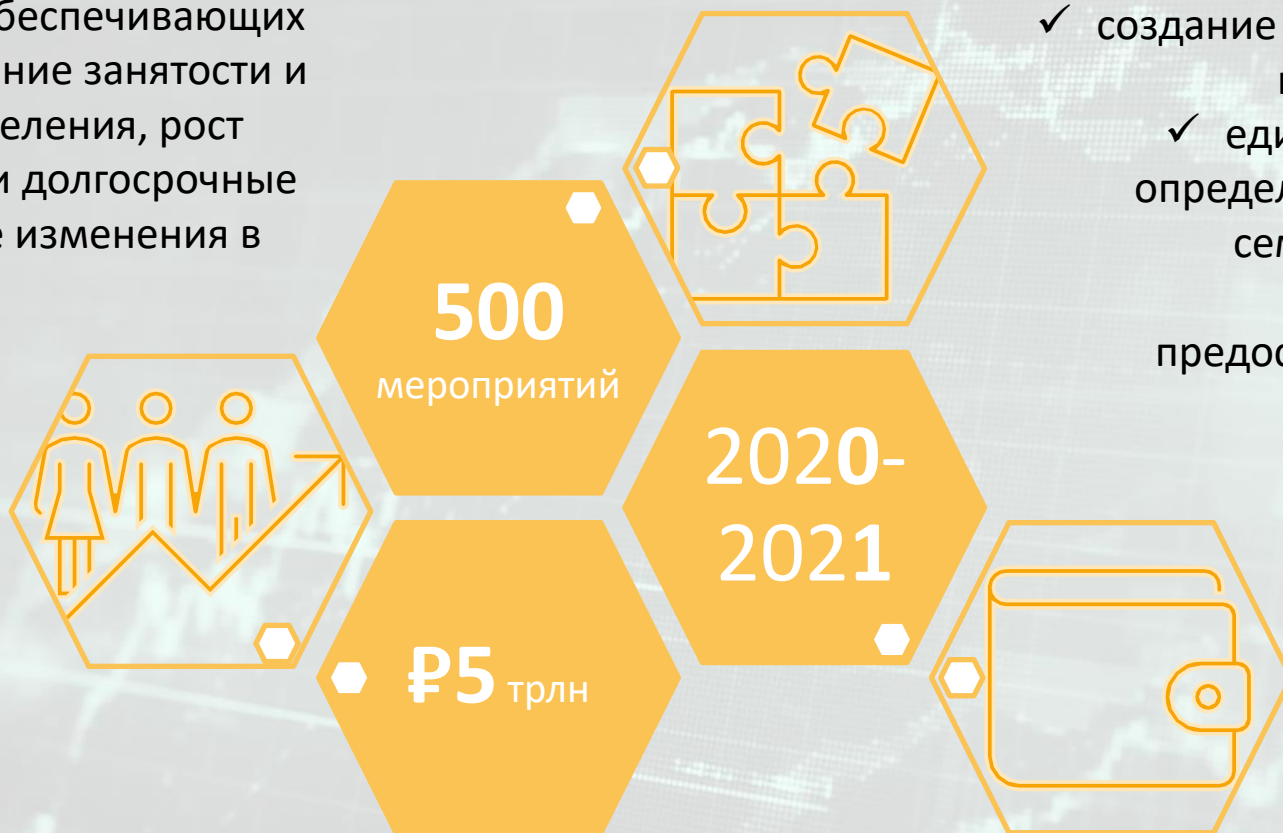 беспечивающих
ние занятости и
еления, рост
и долгосрочные
е изменения в
500
мероприятий
2020-
2021
₽5 трлн
✓ создание
✓ еди
определ
сем
предос